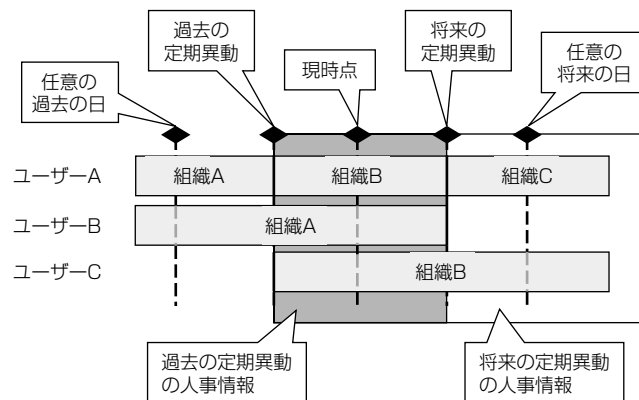 任意の
過去の日
過去の
定期異動
現時点
将来の
定期異動
任意の
将来の日
ユーザーA
組織A
組織B
組織C
ユーザーB
組織A
ユーザーC
組織B
過去の定期異動
の人事情報
将来の定期異動
の人事情報